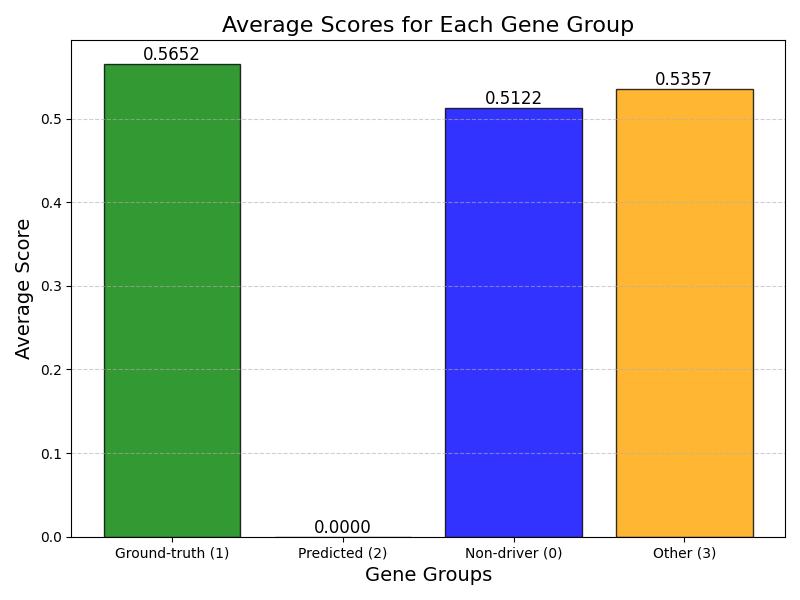 Average Scores for Each Gene Group
0.5652
0.0000
0.5122
0.5357
Average Score
0.5
0.4
0.3
0.2
0.1
0.0
Ground-truth (1)
Predicted (2)
Non-driver (0)
Other (3)
Gene Groups